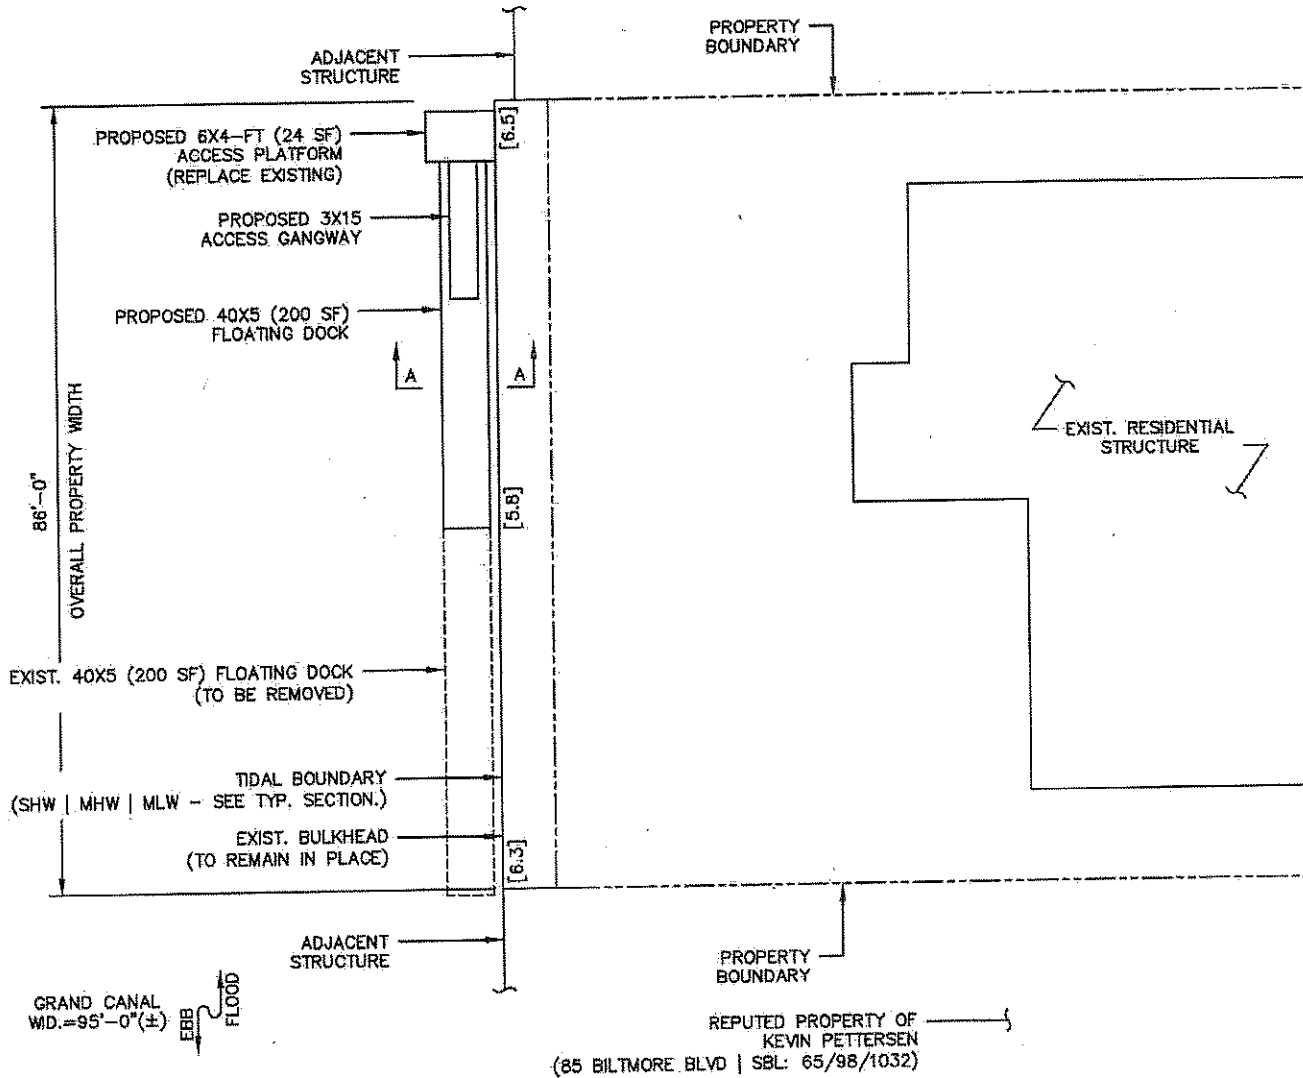 PROPERTY
BOUNDARY
ADJACENT
STRUCTURE
PROPOSED 6X4-FT (24 SF)
ACCESS PLATFORM
(REPLACE EXISTING)
[6.5]
PROPOSED 3X15
ACCESS GANGWAY
PROPOSED 40X5 (200 SF)
FLOATING DOCK
A
A
86'-0"
OVERALL PROPERTY WIDTH
EXIST. RESIDENTIAL
STRUCTURE
[5.8]
EXIST. 40X5 (200 SF) FLOATING DOCK
(TO BE REMOVED)
TIDAL BOUNDARY
(SHW | MHW | MLW - SEE TYP. SECTION.)
EXIST. BULKHEAD
(TO REMAIN IN PLACE)
[6.3]
ADJACENT
STRUCTURE
PROPERTY
BOUNDARY
GRAND CANAL
WID.=95'-0"(±)
EBB
FLOOD
REPUTED PROPERTY OF
KEVIN PETTERSEN
(85 BILTMORE BLVD | SBL: 65/98/1032)